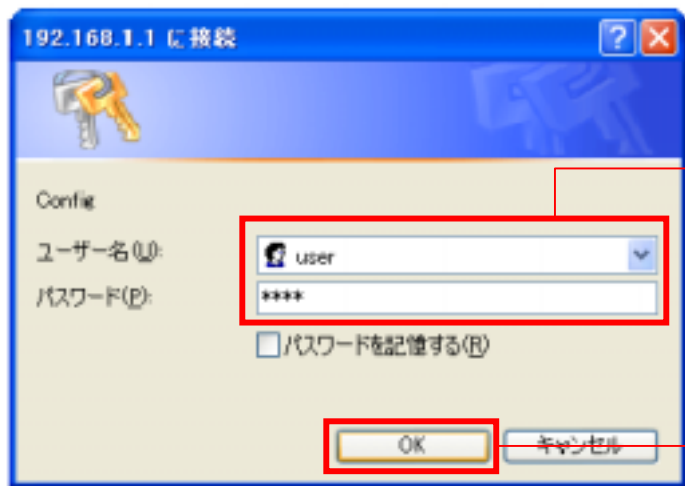 192.168.1.1 に接続
Config
ユーザー名(U):
user
パスワード(P):
****
パスワードを記憶する(R)
OK
キャンセル